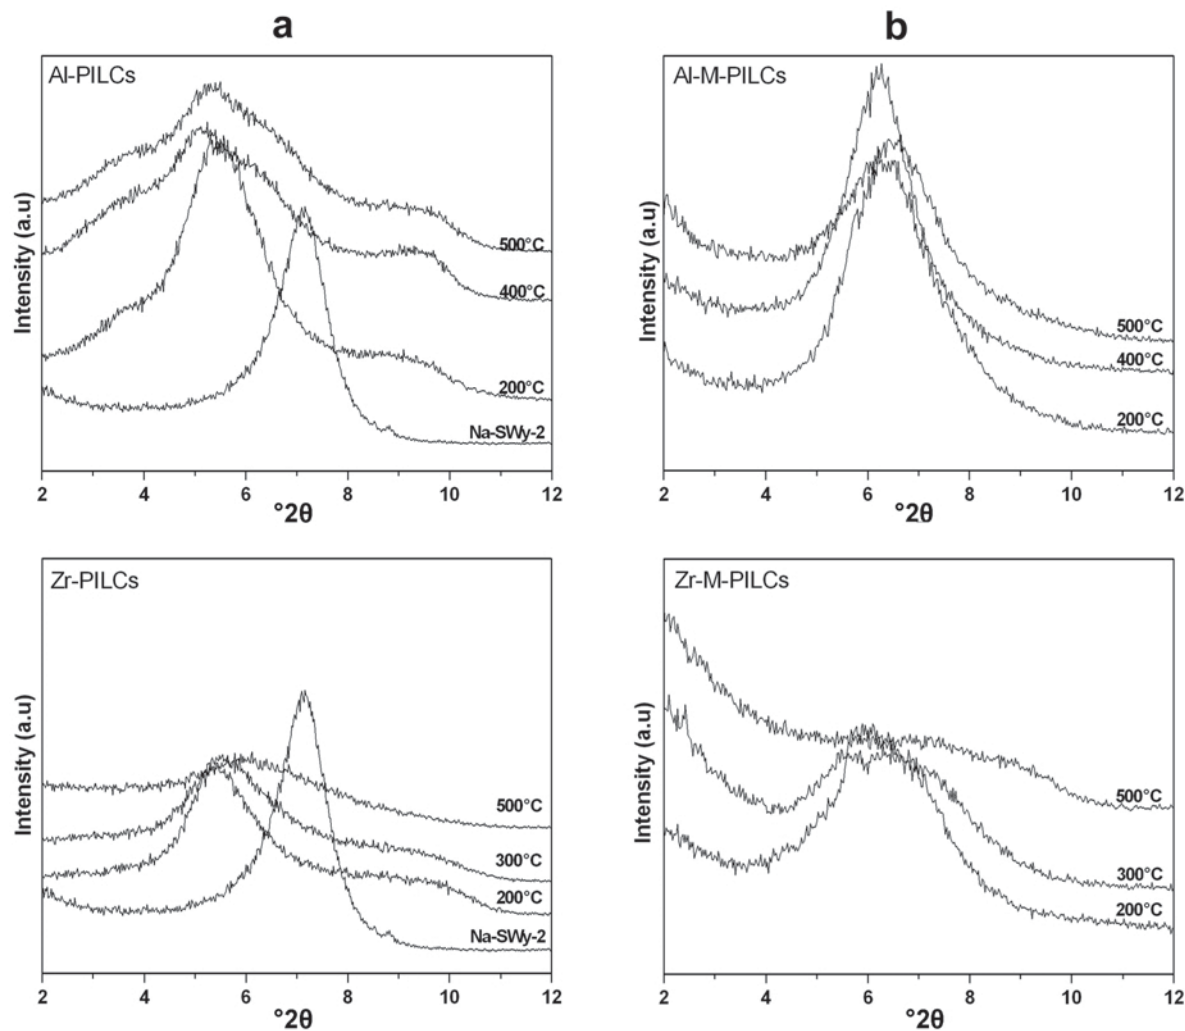 a
b
Al-PILCs
Intensity (a.u)
500°C
400°C
200°C
Na-SWy-2
2 4 6 8 10 12
°2θ
Al-M-PILCs
Intensity (a.u)
500°C
400°C
200°C
2 4 6 8 10 12
°2θ
Zr-PILCs
Intensity (a.u)
500°C
300°C
200°C
Na-SWy-2
2 4 6 8 10 12
°2θ
Zr-M-PILCs
Intensity (a.u)
500°C
300°C
200°C
2 4 6 8 10 12
°2θ